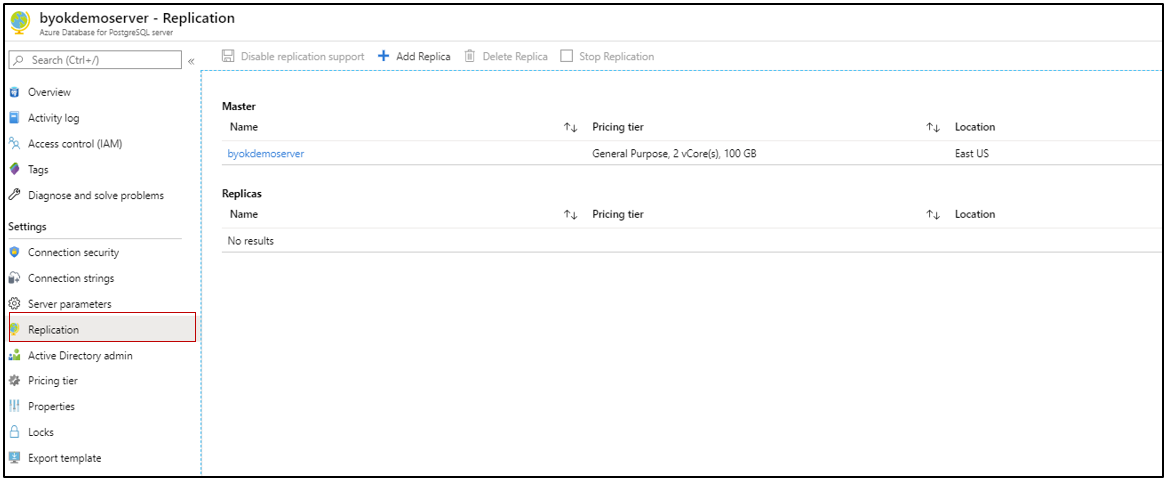 byokdemoserver - Replication
Azure Database for PostgreSQL server
Search (Ctrl+/)
«
Disable replication support
Add Replica
Delete Replica
Stop Replication
Overview
Activity log
Access control (IAM)
Tags
Diagnose and solve problems
Settings
Connection security
Connection strings
Server parameters
Replication
Active Directory admin
Pricing tier
Properties
Locks
Export template
Master
Name ↑↓ Pricing tier ↑↓ Location
byokdemoserver General Purpose, 2 vCore(s), 100 GB East US
Replicas
Name ↑↓ Pricing tier ↑↓ Location
No results